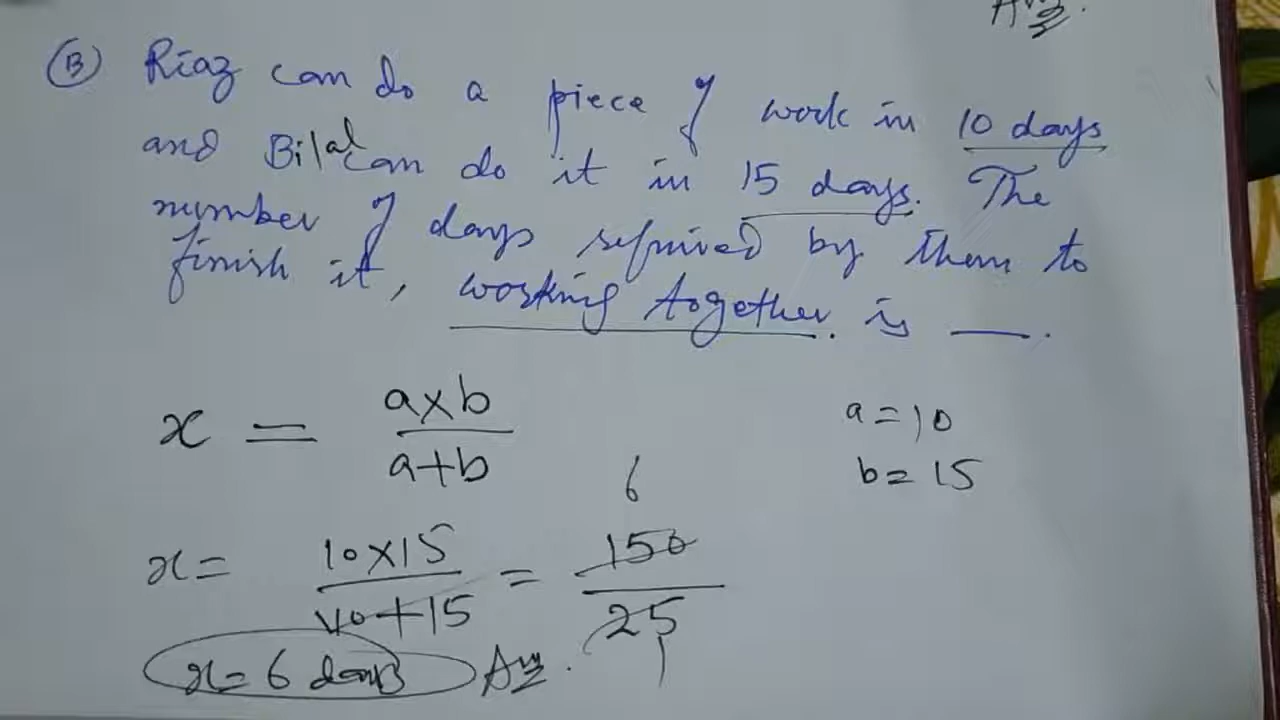 Ans.
(B) Riaz can do a piece of work in 10 days
and Bilal can do it in 15 days. The
number of days required by them to
finish it, working together. is __.
x = a×b / a+b
a = 10
b = 15
x = 10×15 / 10+15 = 150 / 25
6
1
x = 6 days Ans.